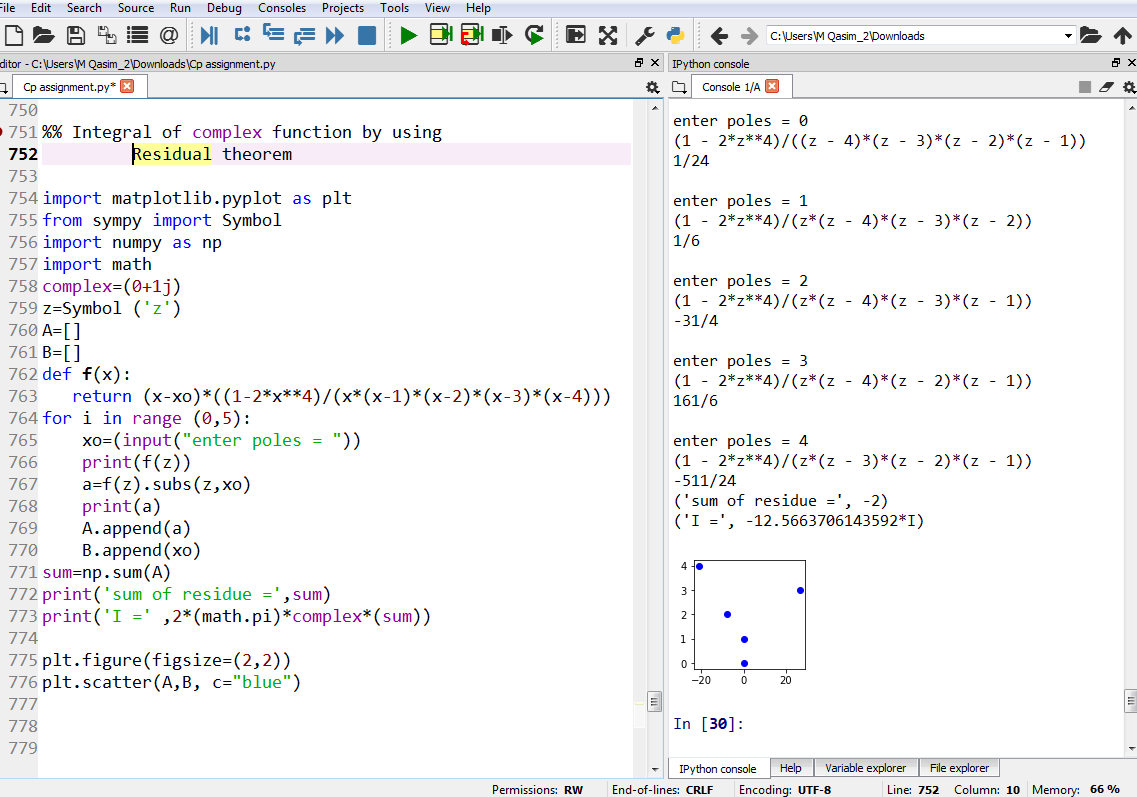 File Edit Search Source Run Debug Consoles Projects Tools View Help
C:\Users\M Qasim_2\Downloads
ditor - C:\Users\M Qasim_2\Downloads\Cp assignment.py
Cp assignment.py*
750
751 %% Integral of complex function by using
752 Residual theorem
753
754 import matplotlib.pyplot as plt
755 from sympy import Symbol
756 import numpy as np
757 import math
758 complex=(0+1j)
759 z=Symbol ('z')
760 A=[]
761 B=[]
762 def f(x):
763 return (x-xo)*((1-2*x**4)/(x*(x-1)*(x-2)*(x-3)*(x-4)))
764 for i in range (0,5):
765 xo=(input("enter poles = "))
766 print(f(z))
767 a=f(z).subs(z,xo)
768 print(a)
769 A.append(a)
770 B.append(xo)
771 sum=np.sum(A)
772 print('sum of residue =',sum)
773 print('I =' ,2*(math.pi)*complex*(sum))
774
775 plt.figure(figsize=(2,2))
776 plt.scatter(A,B, c="blue")
777
778
779
IPython console
Console 1/A
enter poles = 0
(1 - 2*z**4)/((z - 4)*(z - 3)*(z - 2)*(z - 1))
1/24
enter poles = 1
(1 - 2*z**4)/(z*(z - 4)*(z - 3)*(z - 2))
1/6
enter poles = 2
(1 - 2*z**4)/(z*(z - 4)*(z - 3)*(z - 1))
-31/4
enter poles = 3
(1 - 2*z**4)/(z*(z - 4)*(z - 2)*(z - 1))
161/6
enter poles = 4
(1 - 2*z**4)/(z*(z - 3)*(z - 2)*(z - 1))
-511/24
('sum of residue =', -2)
('I =', -12.5663706143592*I)
4
3
2
1
0
−20 0 20
In [30]:
IPython console Help Variable explorer File explorer
Permissions: RW End-of-lines: CRLF Encoding: UTF-8 Line: 752 Column: 10 Memory: 66 %